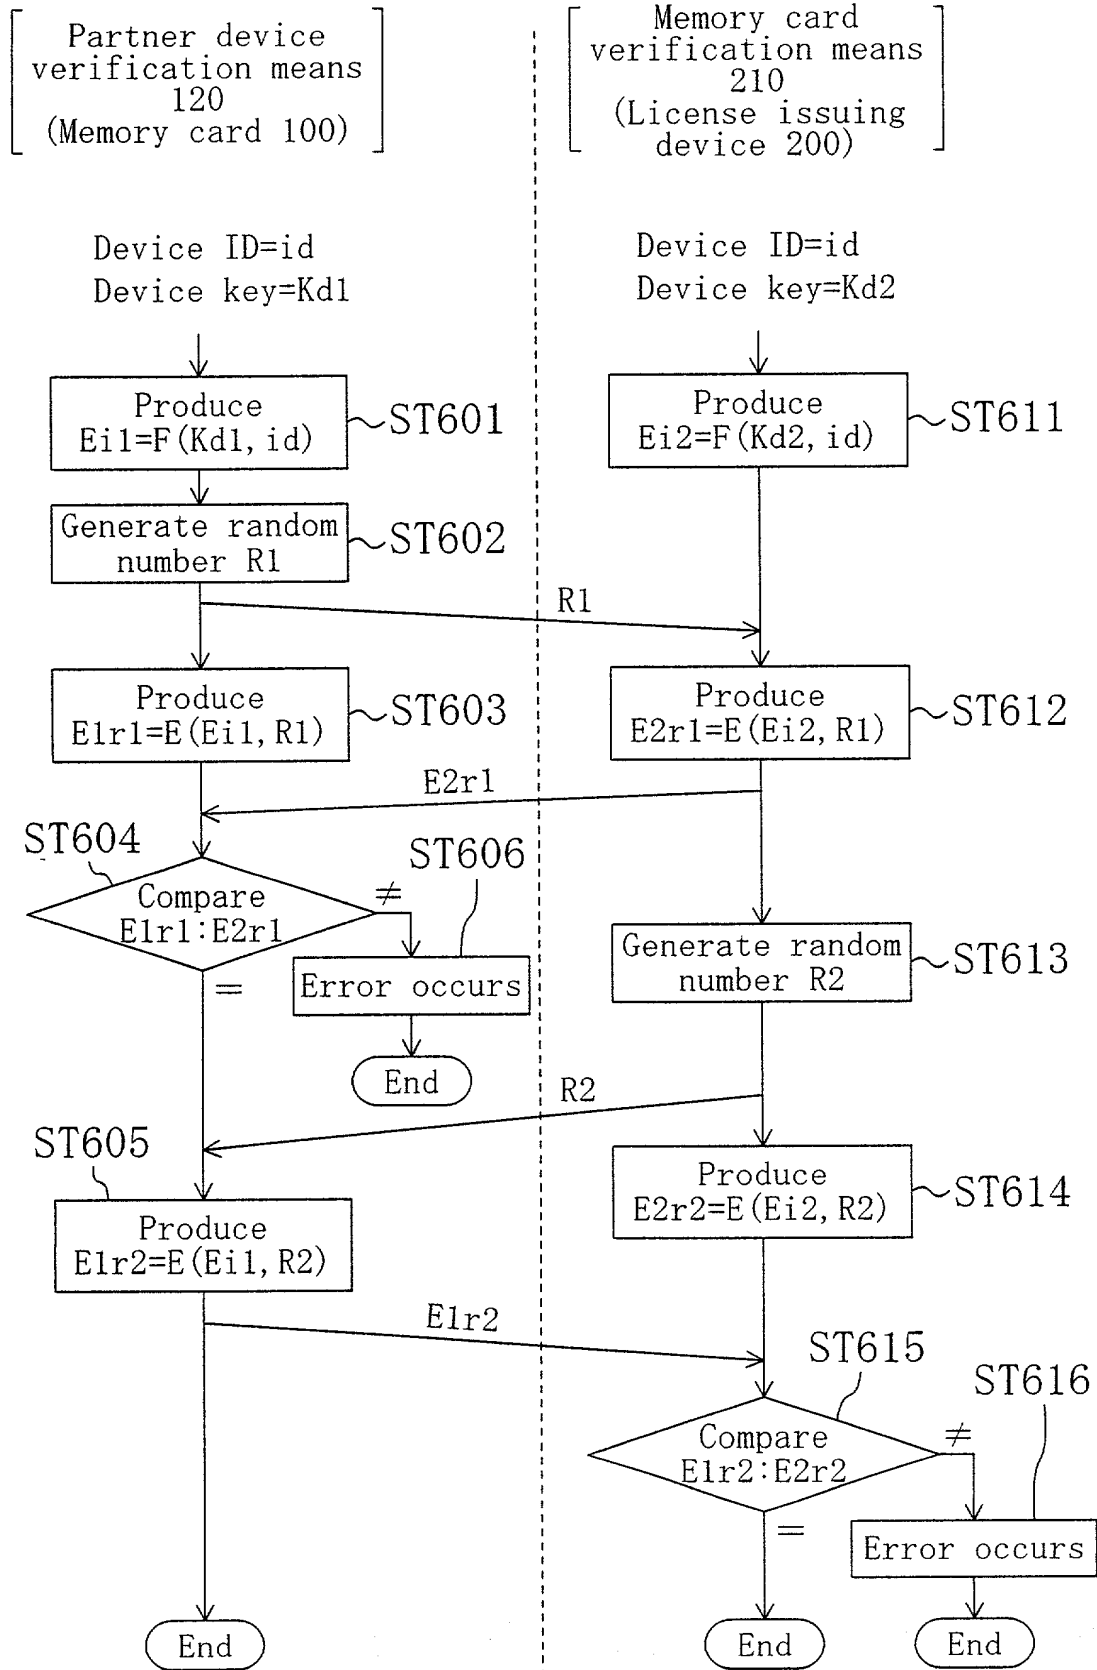 Partner device
verification means
120
(Memory card 100)
Memory card
verification means
210
(License issuing
device 200)
Device ID=id
Device key=Kd1
Device ID=id
Device key=Kd2
Produce
Ei1=F(Kd1, id)
ST601
Produce
Ei2=F(Kd2, id)
ST611
Generate random
number R1
ST602
R1
Produce
E1r1=E(Ei1, R1)
ST603
Produce
E2r1=E(Ei2, R1)
ST612
E2r1
ST604
Compare
E1r1:E2r1
≠
=
ST606
Error occurs
End
Generate random
number R2
ST613
R2
ST605
Produce
E1r2=E(Ei1, R2)
Produce
E2r2=E(Ei2, R2)
ST614
E1r2
ST615
Compare
E1r2:E2r2
≠
=
ST616
Error occurs
End
End
End